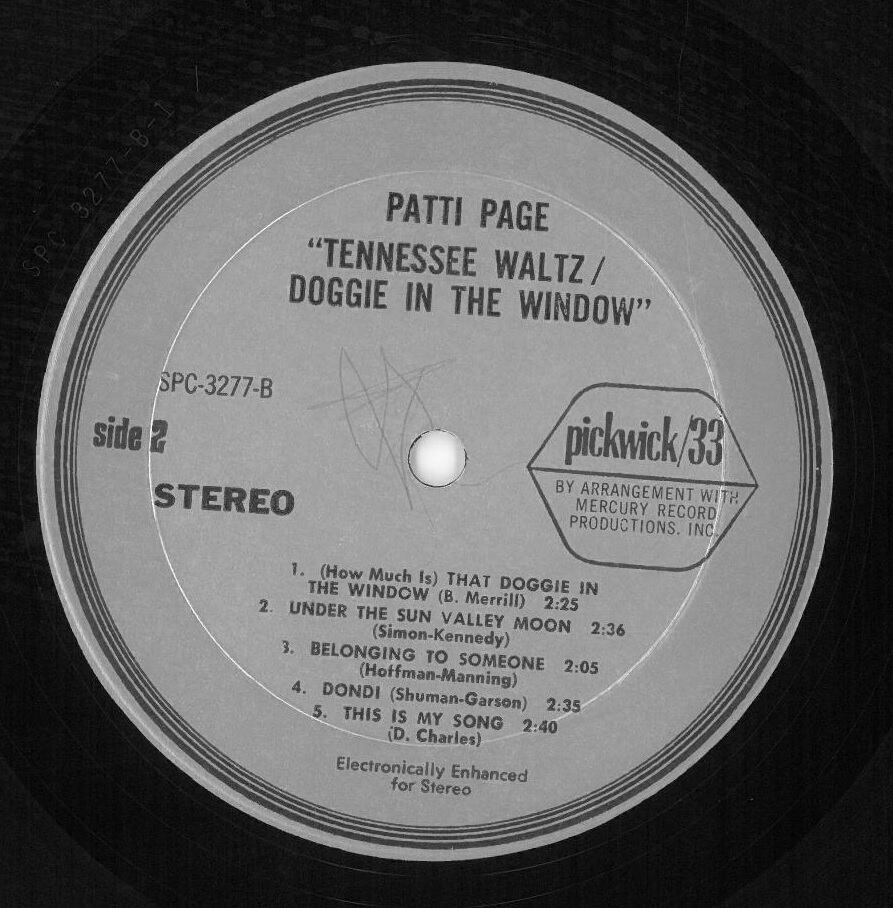 SPC 3277-B-1
PATTI PAGE
“TENNESSEE WALTZ/
DOGGIE IN THE WINDOW”
SPC-3277-B
side 2
STEREO
pickwick/33
BY ARRANGEMENT WITH
MERCURY RECORD
PRODUCTIONS. INC.
1. (How Much Is) THAT DOGGIE IN
THE WINDOW (B. Merrill) 2:25
2. UNDER THE SUN VALLEY MOON 2:36
(Simon-Kennedy)
3. BELONGING TO SOMEONE 2:05
(Hoffman-Manning)
4. DONDI (Shuman-Garson) 2:35
5. THIS IS MY SONG 2:40
(D. Charles)
Electronically Enhanced
for Stereo